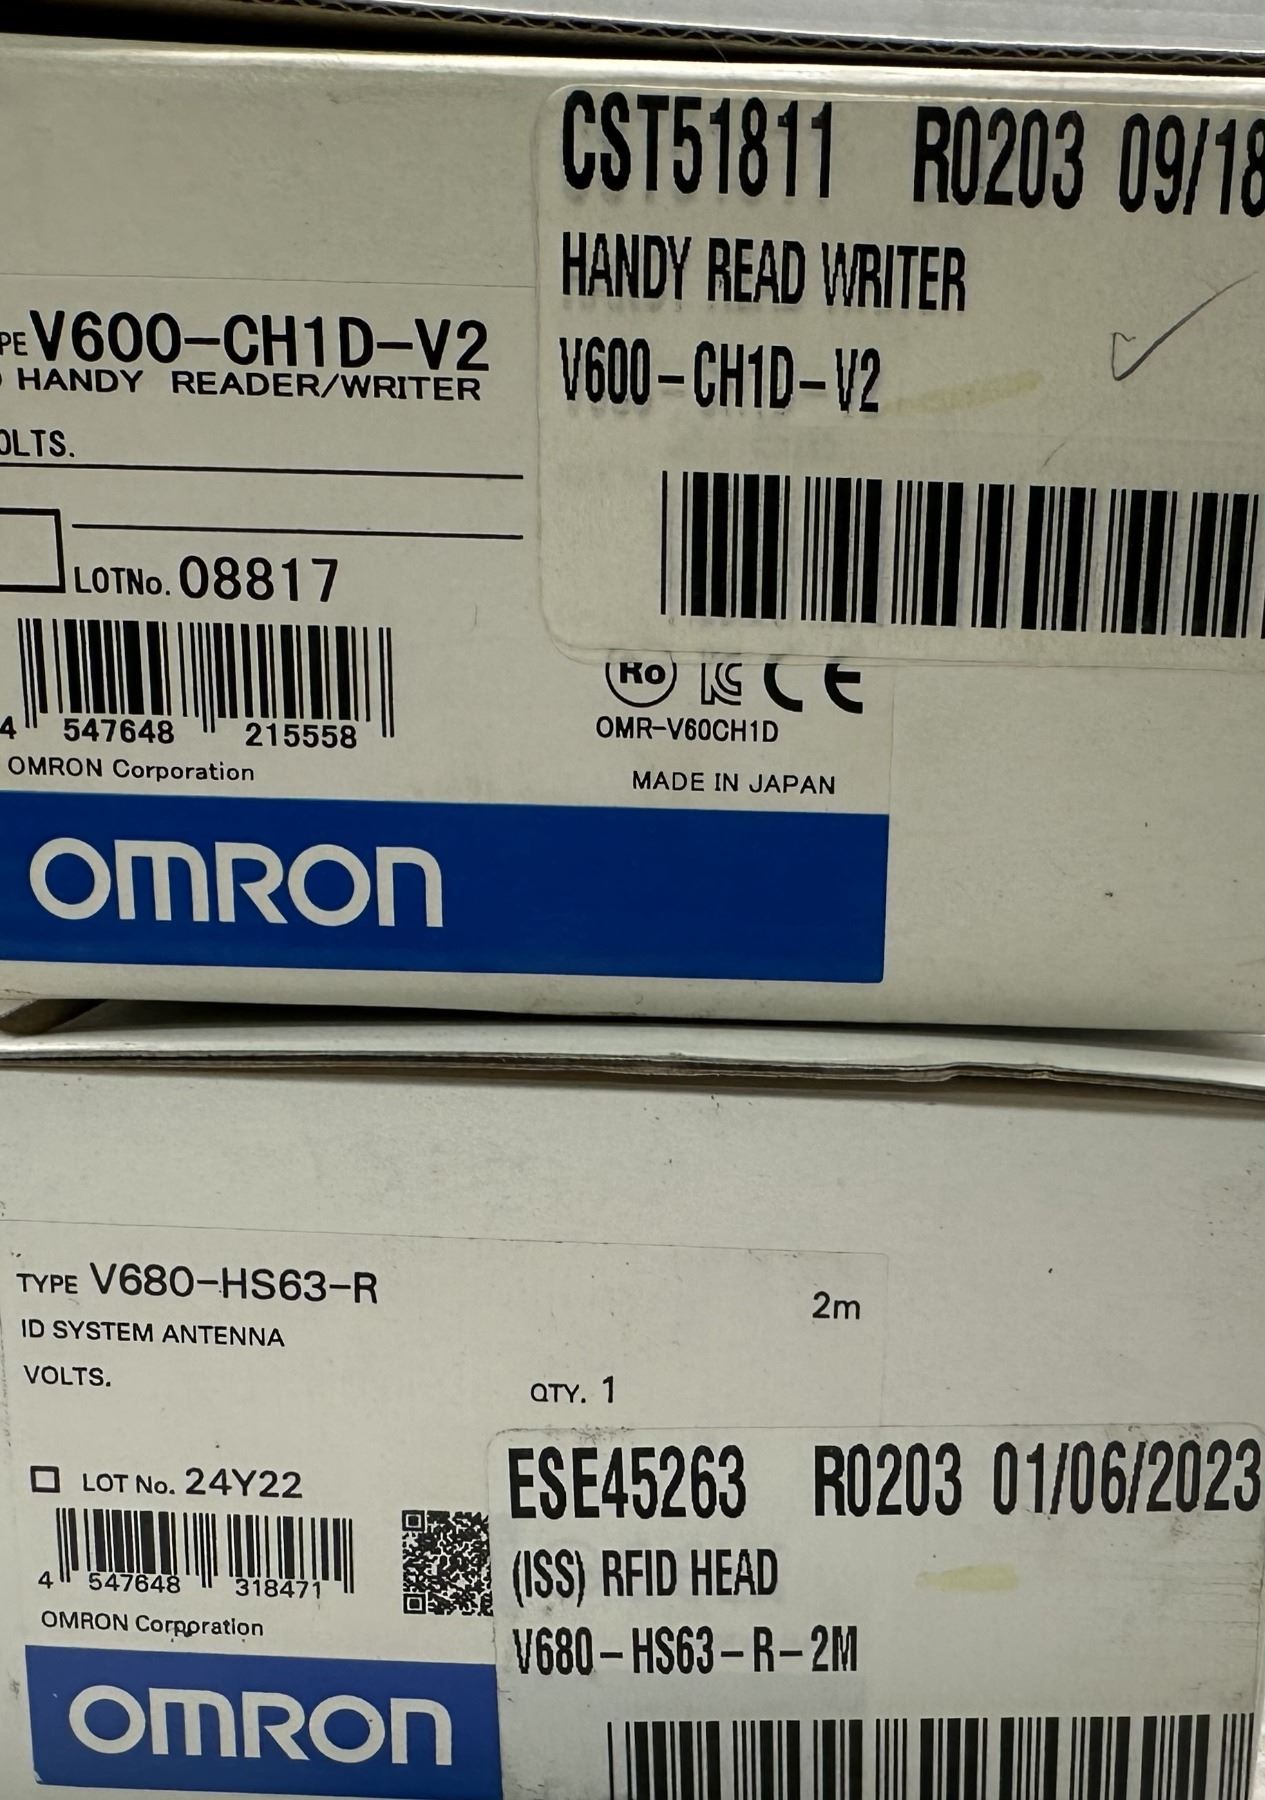 CST51811 R0203 09/18
HANDY READ WRITER
V600-CH1D-V2
V600-CH1D-V2
HANDY READER/WRITER
LOTNo. 08817
4 547648 215558
OMRON Corporation
Ro CE
OMR-V60CH1D
MADE IN JAPAN
OMRON
TYPE V680-HS63-R
2m
ID SYSTEM ANTENNA
VOLTS.
QTY. 1
LOT No. 24Y22
4 547648 318471
OMRON Corporation
OMRON
ESE45263 R0203 01/06/2023
(ISS) RFID HEAD
V680-HS63-R-2M